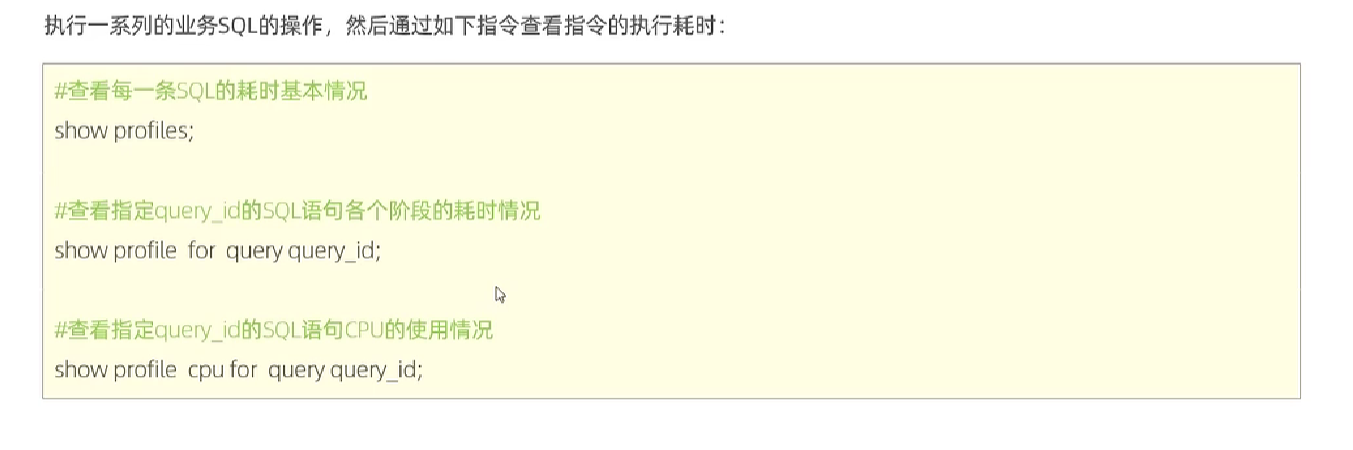 执行一系列的业务SQL的操作，然后通过如下指令查看指令的执行耗时：
#查看每一条SQL的耗时基本情况
show profiles;
#查看指定query_id的SQL语句各个阶段的耗时情况
show profile for query query_id;
#查看指定query_id的SQL语句CPU的使用情况
show profile cpu for query query_id;